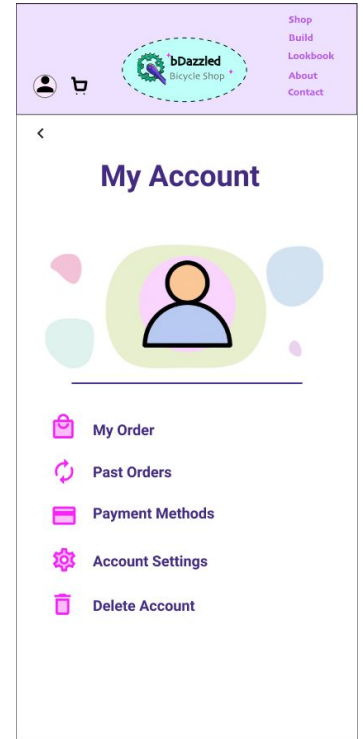 Shop
Build
Lookbook
About
Contact
bDazzled
Bicycle Shop
My Account
My Order
Past Orders
Payment Methods
Account Settings
Delete Account